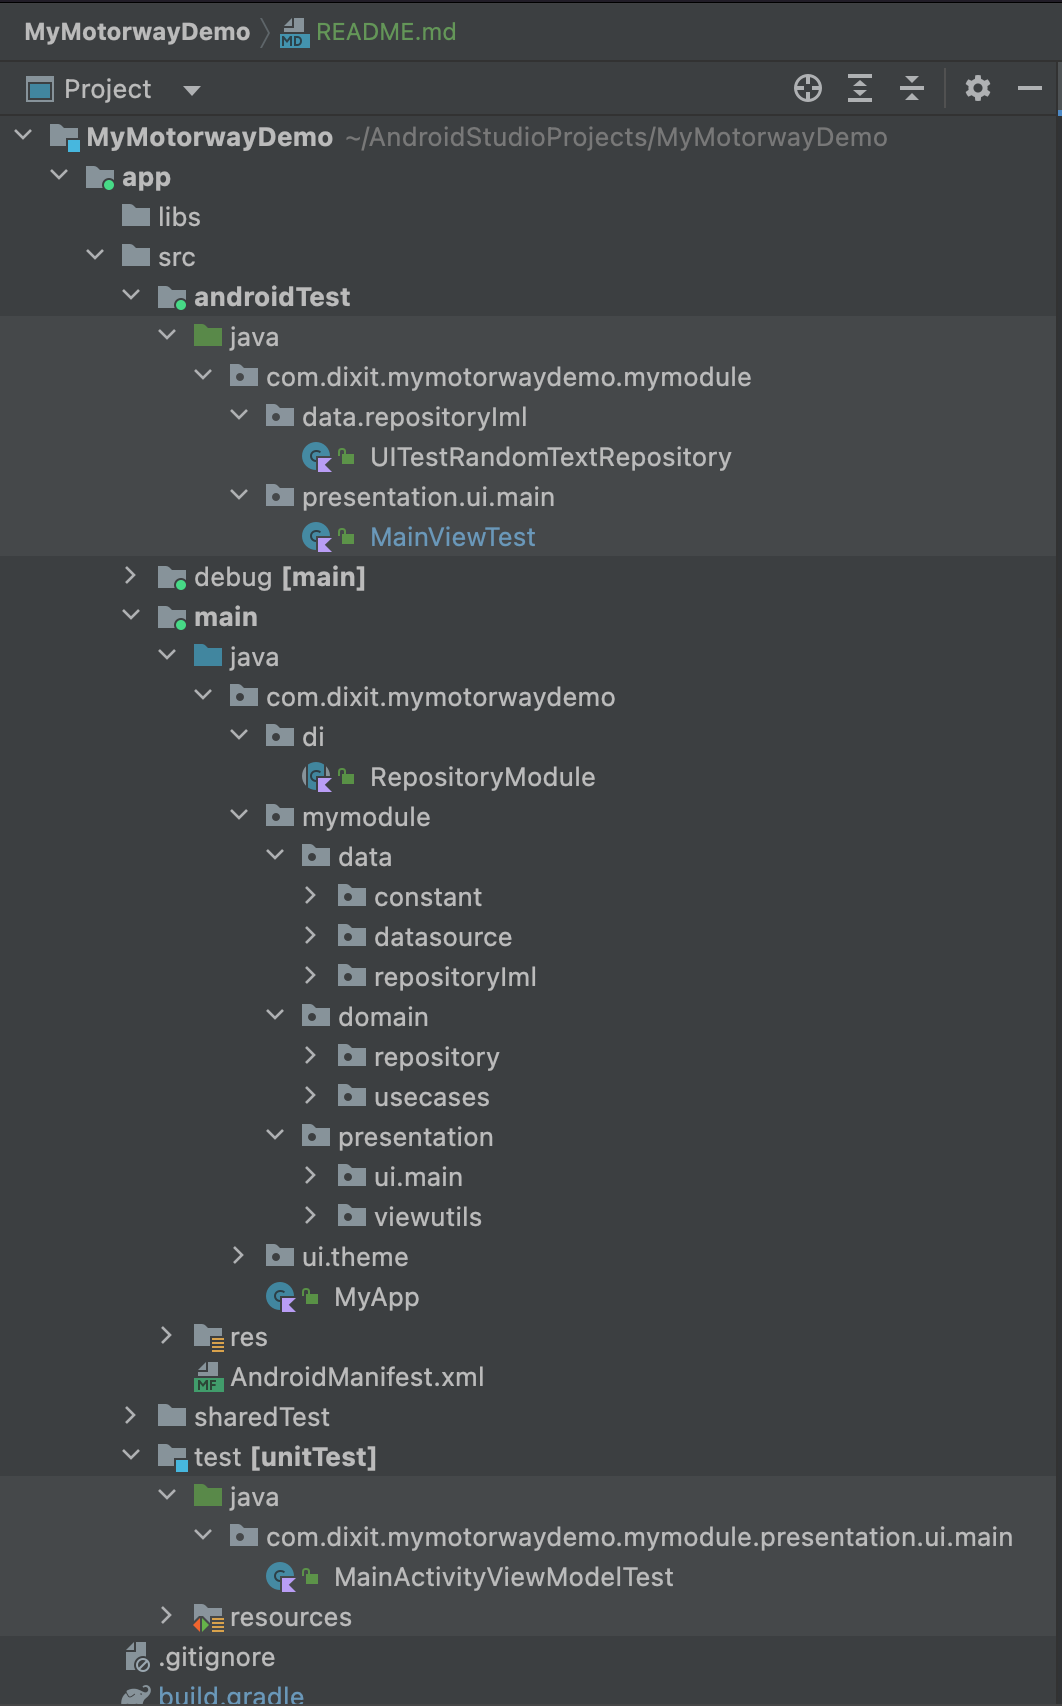 MyMotorwayDemo README.md
Project
MyMotorwayDemo ~/AndroidStudioProjects/MyMotorwayDemo
app
libs
src
androidTest
java
com.dixit.mymotorwaydemo.mymodule
data.repositoryIml
UITestRandomTextRepository
presentation.ui.main
MainViewTest
debug [main]
main
java
com.dixit.mymotorwaydemo
di
RepositoryModule
mymodule
data
constant
datasource
repositoryIml
domain
repository
usecases
presentation
ui.main
viewutils
ui.theme
MyApp
res
AndroidManifest.xml
sharedTest
test [unitTest]
java
com.dixit.mymotorwaydemo.mymodule.presentation.ui.main
MainActivityViewModelTest
resources
.gitignore
build.gradle